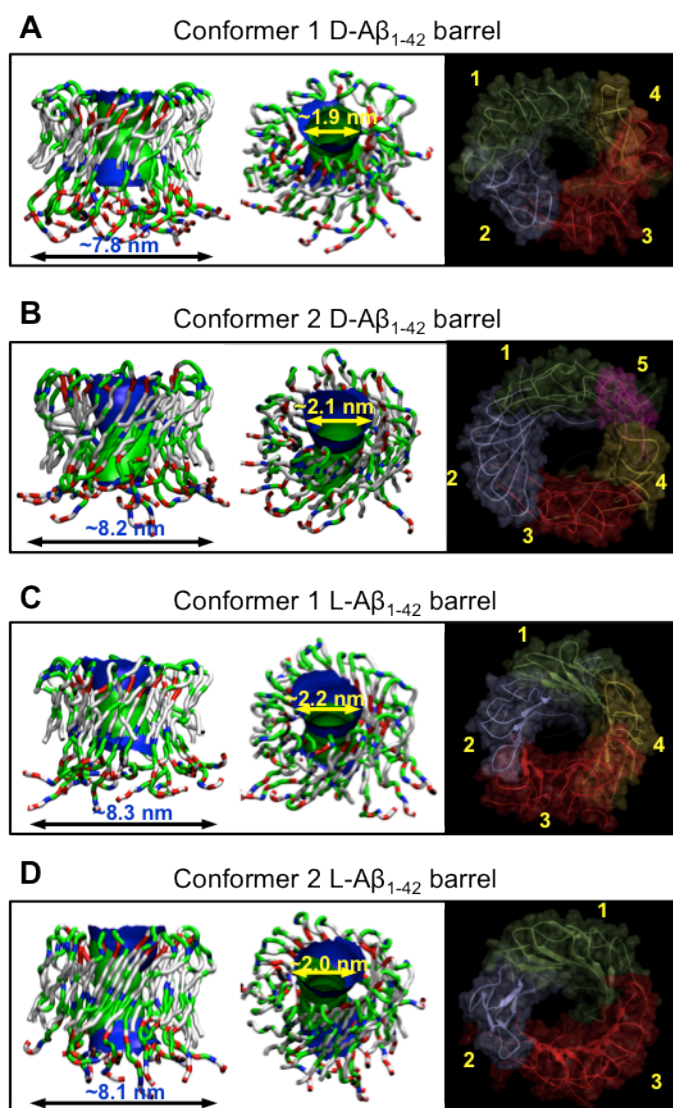 A Conformer 1 D-Aβ1-42 barrel
1
4
~1.9 nm
2
3
~7.8 nm
B Conformer 2 D-Aβ1-42 barrel
1
5
~2.1 nm
2
4
3
~8.2 nm
C Conformer 1 L-Aβ1-42 barrel
1
~2.2 nm
2
4
3
~8.3 nm
D Conformer 2 L-Aβ1-42 barrel
1
~2.0 nm
2
3
~8.1 nm